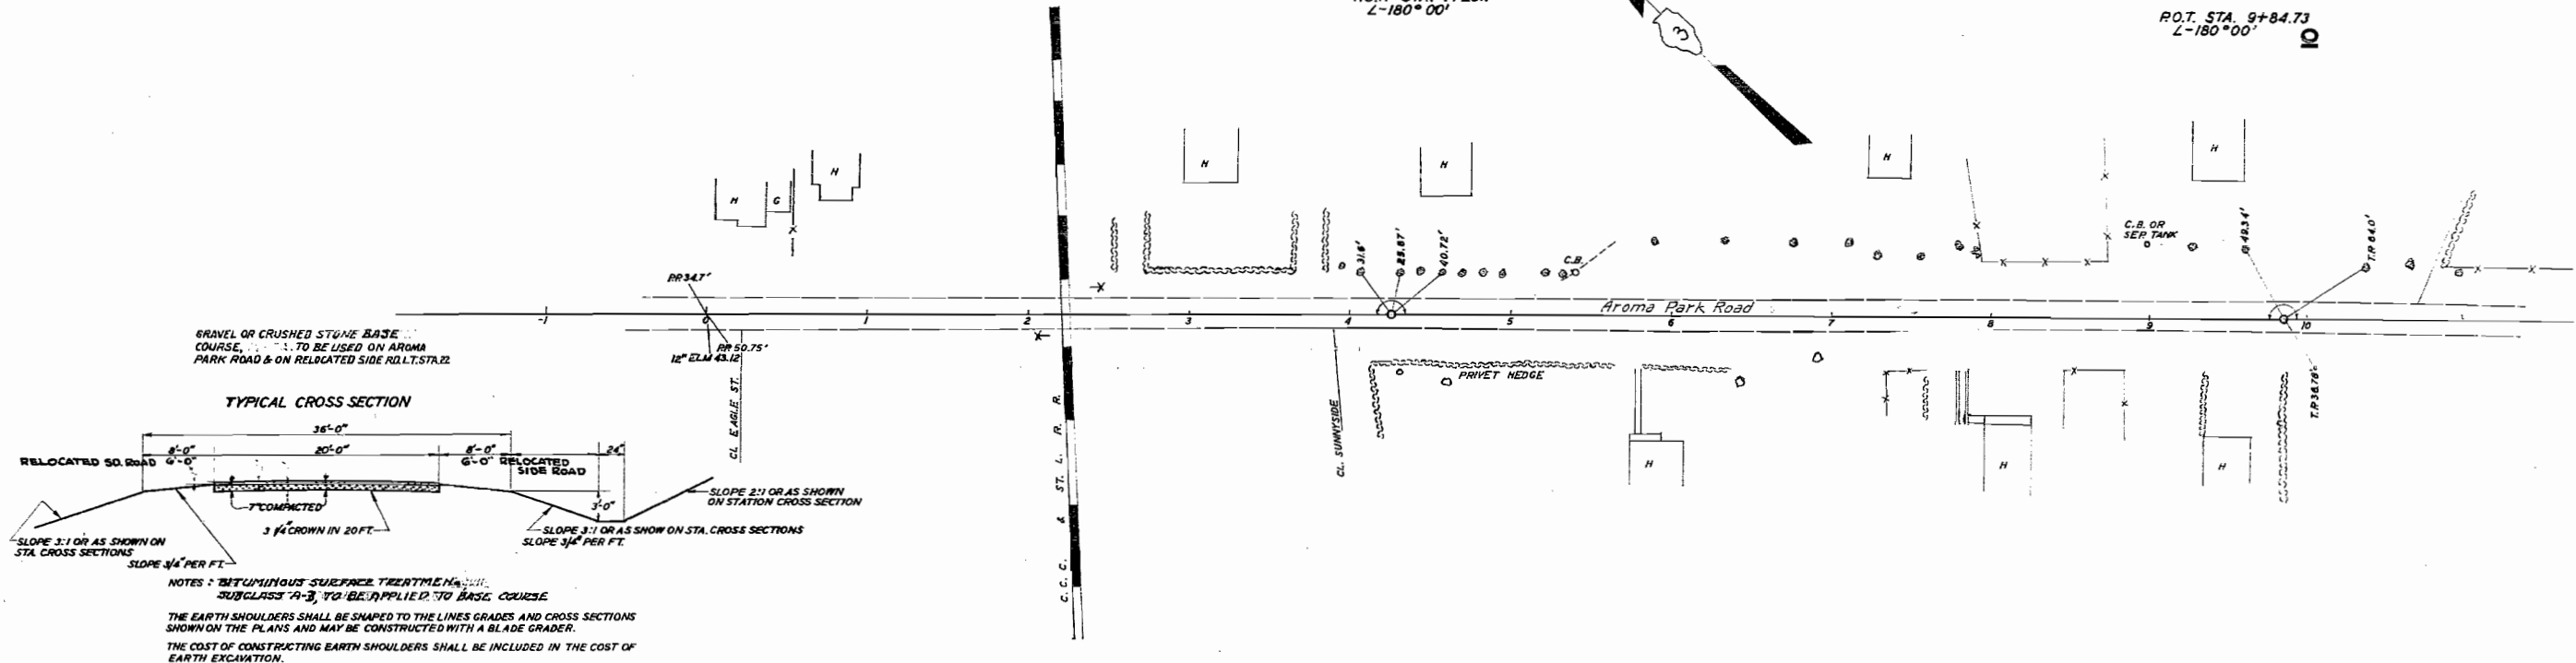 L-180°00'
3
P.O.T. STA. 9+84.73
L-180°00'
10
H
G
H
H
H
H
H
C.B. OR
SEP. TANK
31.6'
25.87'
40.72'
C.B.
49.34'
T.P. 64.0'
P.P. 34.7'
Aroma Park Road
-1
0
1
2
3
4
5
6
7
8
9
10
P.P. 50.75'
12" ELM 43.12
CL EAGLE ST.
C. C. C. & ST. L. R. R.
CL. SUNNYSIDE
PRIVET HEDGE
T.P. 36.78'
H
H
H
GRAVEL OR CRUSHED STONE BASE
COURSE, TO BE USED ON AROMA
PARK ROAD & ON RELOCATED SIDE RD. LT. STA. 22
TYPICAL CROSS SECTION
36'-0"
8'-0"
20'-0"
8'-0"
24"
RELOCATED SD. ROAD 6'-0"
6'-0" RELOCATED
SIDE ROAD
7" COMPACTED
3 1/4" CROWN IN 20 FT.
3'-0"
SLOPE 2:1 OR AS SHOWN
ON STATION CROSS SECTION
SLOPE 3:1 OR AS SHOW ON STA. CROSS SECTIONS
SLOPE 3/4" PER FT.
SLOPE 3:1 OR AS SHOWN ON
STA. CROSS SECTIONS
SLOPE 3/4" PER FT.
NOTES: BITUMINOUS SURFACE TREATMEN
SUBCLASS A-3, TO BE APPLIED TO BASE COURSE
THE EARTH SHOULDERS SHALL BE SHAPED TO THE LINES GRADES AND CROSS SECTIONS
SHOWN ON THE PLANS AND MAY BE CONSTRUCTED WITH A BLADE GRADER.
THE COST OF CONSTRUCTING EARTH SHOULDERS SHALL BE INCLUDED IN THE COST OF
EARTH EXCAVATION.